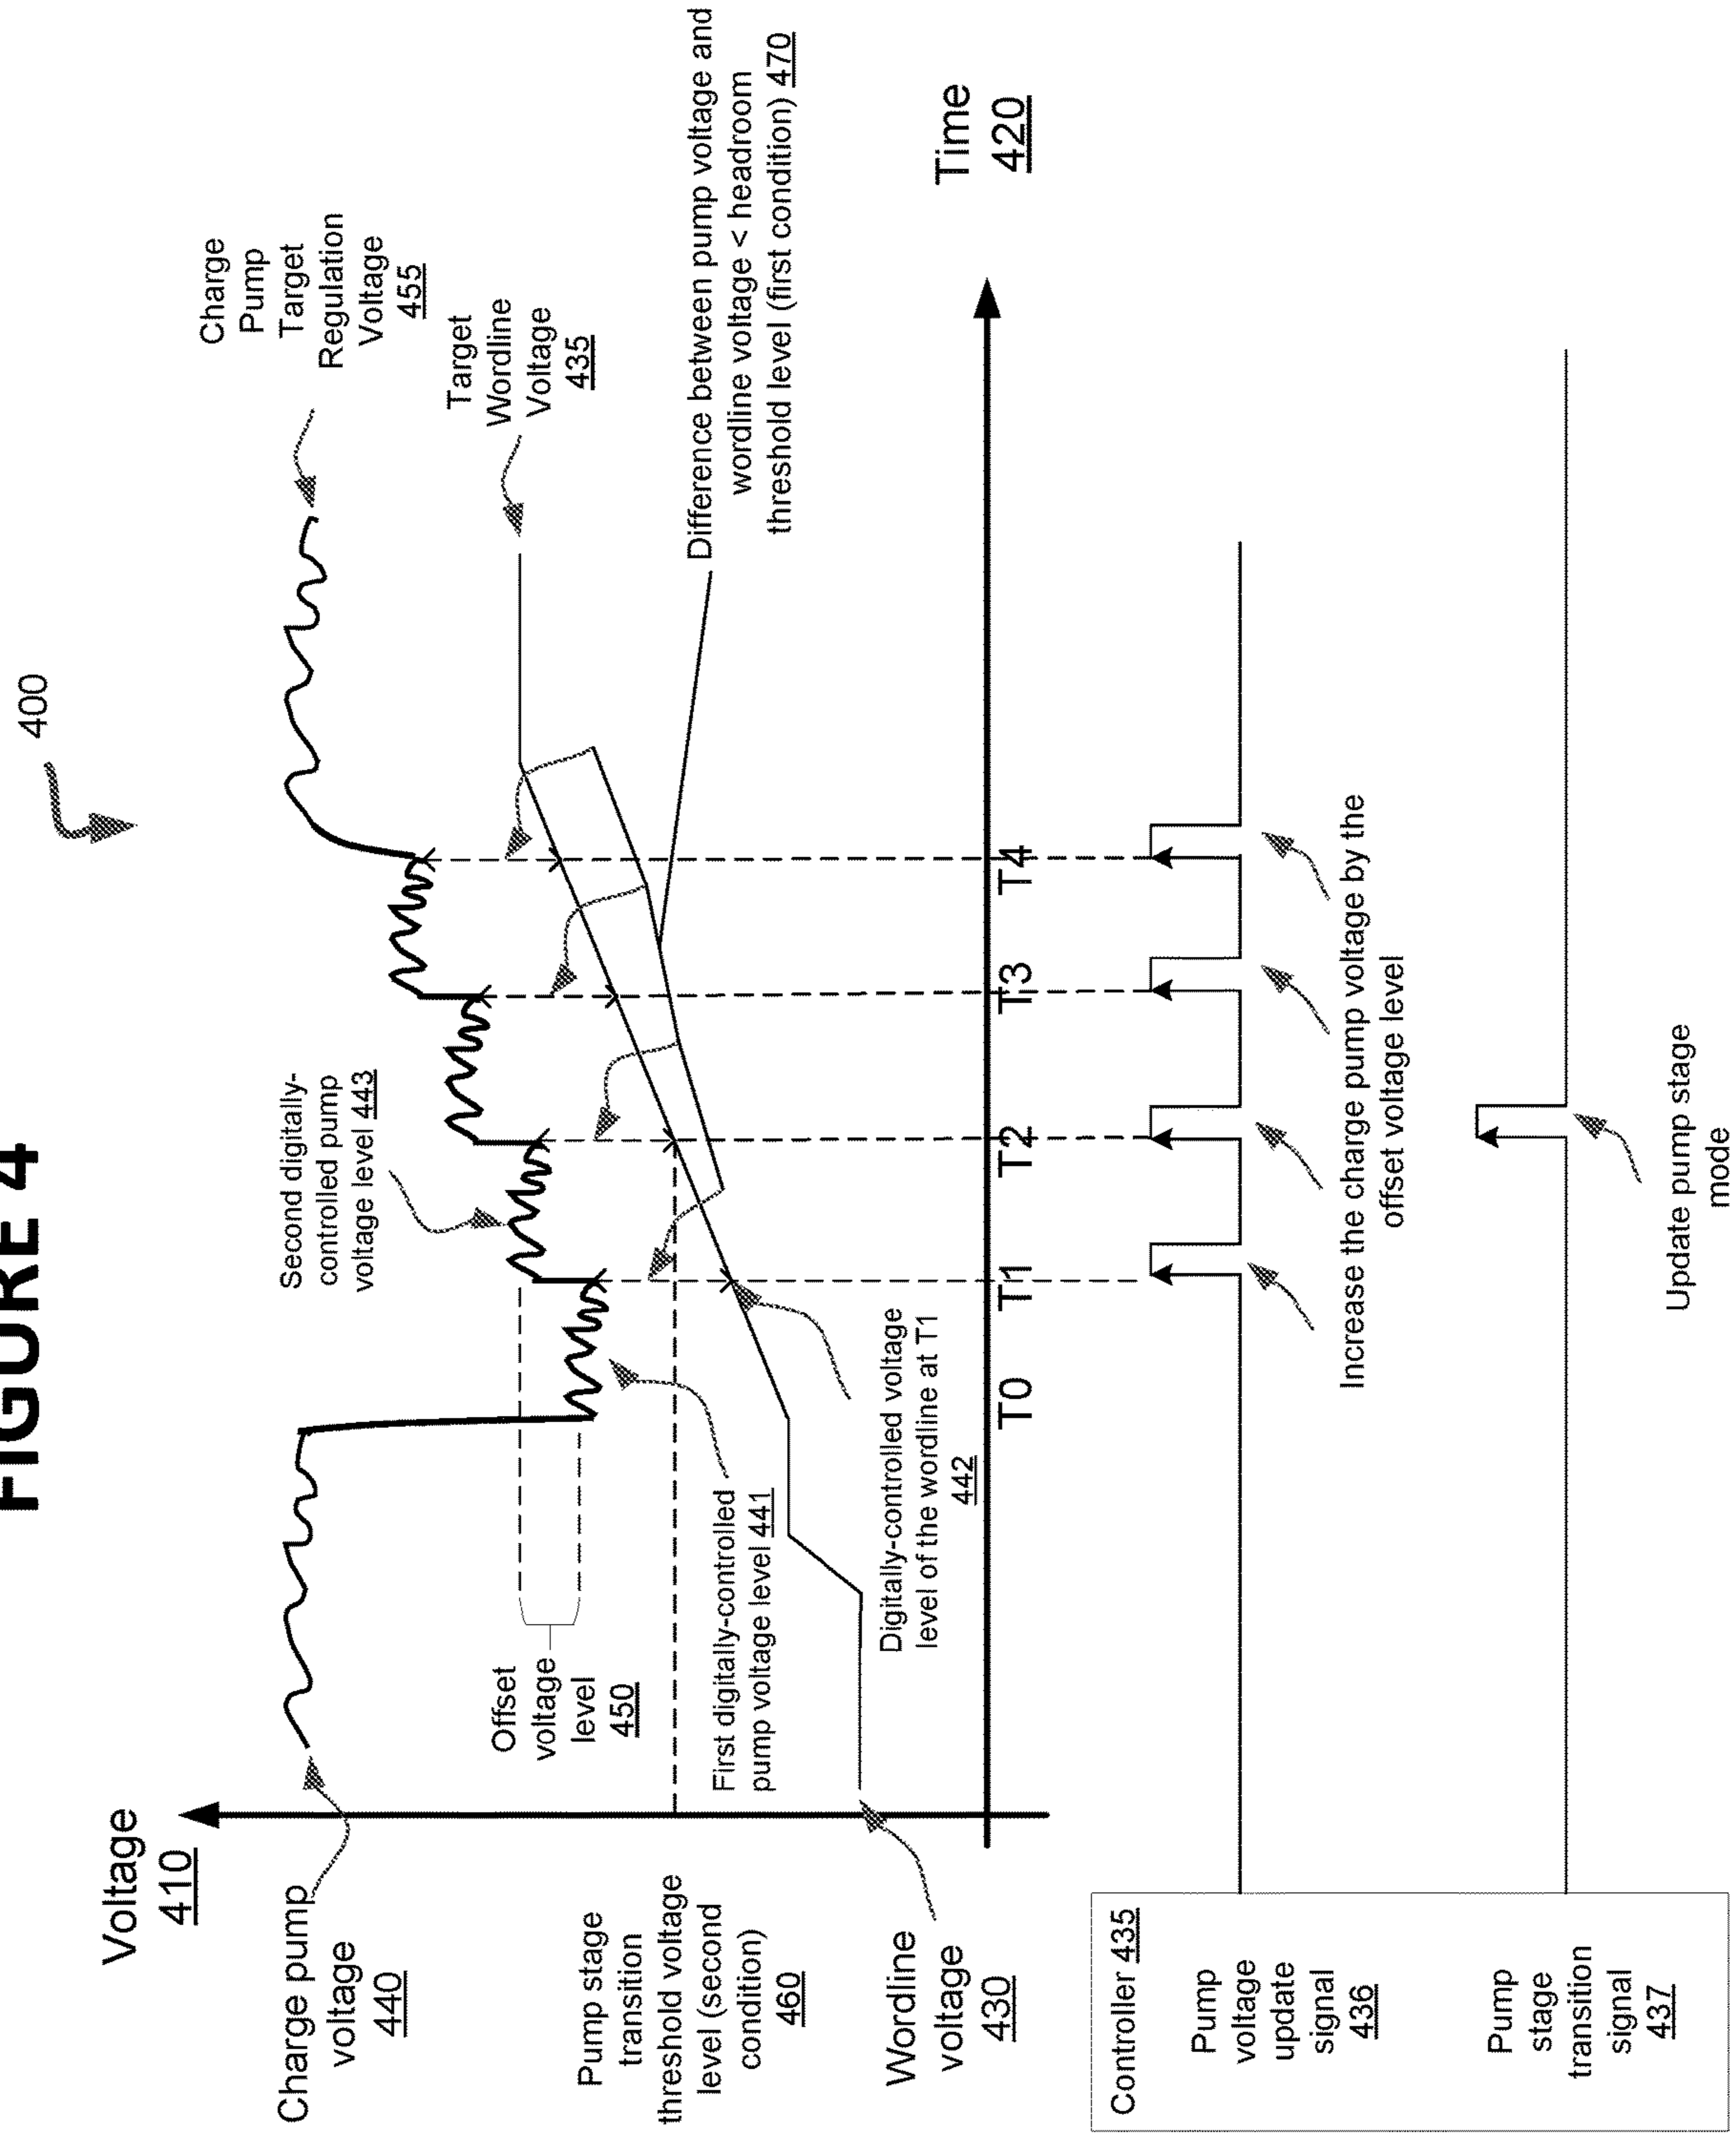 FIGURE 4
400
Voltage
410
Charge pump
voltage
440
Charge
Pump
Target
Regulation
Voltage
455
Second digitally-
controlled pump
voltage level 443
Target
Wordline
Voltage
435
Offset
voltage
level
450
Pump stage
transition
threshold voltage
level (second
condition)
460
First digitally-controlled
pump voltage level 441
Difference between pump voltage and
wordline voltage < headroom
threshold level (first condition) 470
Wordline
voltage
430
Digitally-controlled voltage
level of the wordline at T1
442
Time
420
T0
T1
T2
T3
T4
Controller 435
Pump
voltage
update
signal
436
Increase the charge pump voltage by the
offset voltage level
Pump
stage
transition
signal
437
Update pump stage
mode